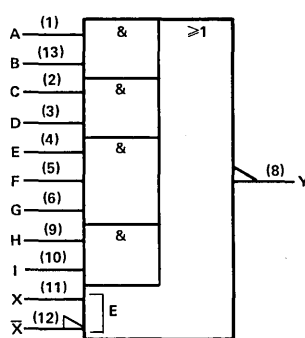 A (1) & ≥1
B (13)
C (2) &
D (3)
E (4) &
F (5)
G (6)
(8) Y
H (9) &
I (10)
X (11) E
X̅ (12)